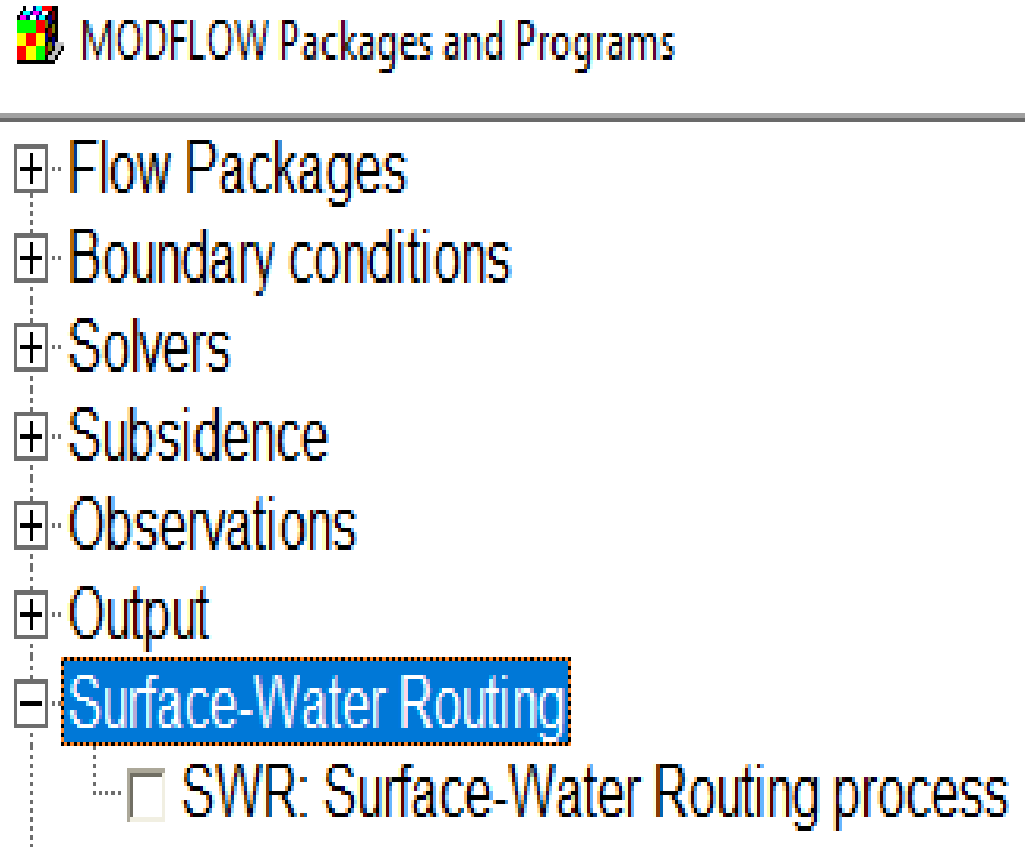 MODFLOW Packages and Programs
Flow Packages
Boundary conditions
Solvers
Subsidence
Observations
Output
Surface-Water Routing
SWR: Surface-Water Routing process